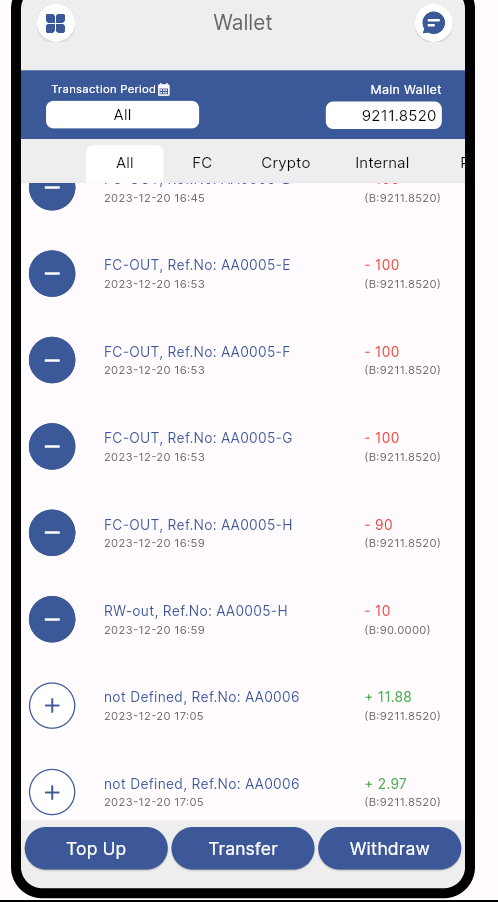 Wallet
Transaction Period
Main Wallet
All
9211.8520
All
FC
Crypto
Internal
2023-12-20 16:45
(B:9211.8520)
FC-OUT, Ref.No: AA0005-E
- 100
2023-12-20 16:53
(B:9211.8520)
FC-OUT, Ref.No: AA0005-F
- 100
2023-12-20 16:53
(B:9211.8520)
FC-OUT, Ref.No: AA0005-G
- 100
2023-12-20 16:53
(B:9211.8520)
FC-OUT, Ref.No: AA0005-H
- 90
2023-12-20 16:59
(B:9211.8520)
RW-out, Ref.No: AA0005-H
- 10
2023-12-20 16:59
(B:90.0000)
not Defined, Ref.No: AA0006
+ 11.88
2023-12-20 17:05
(B:9211.8520)
not Defined, Ref.No: AA0006
+ 2.97
2023-12-20 17:05
(B:9211.8520)
Top Up
Transfer
Withdraw